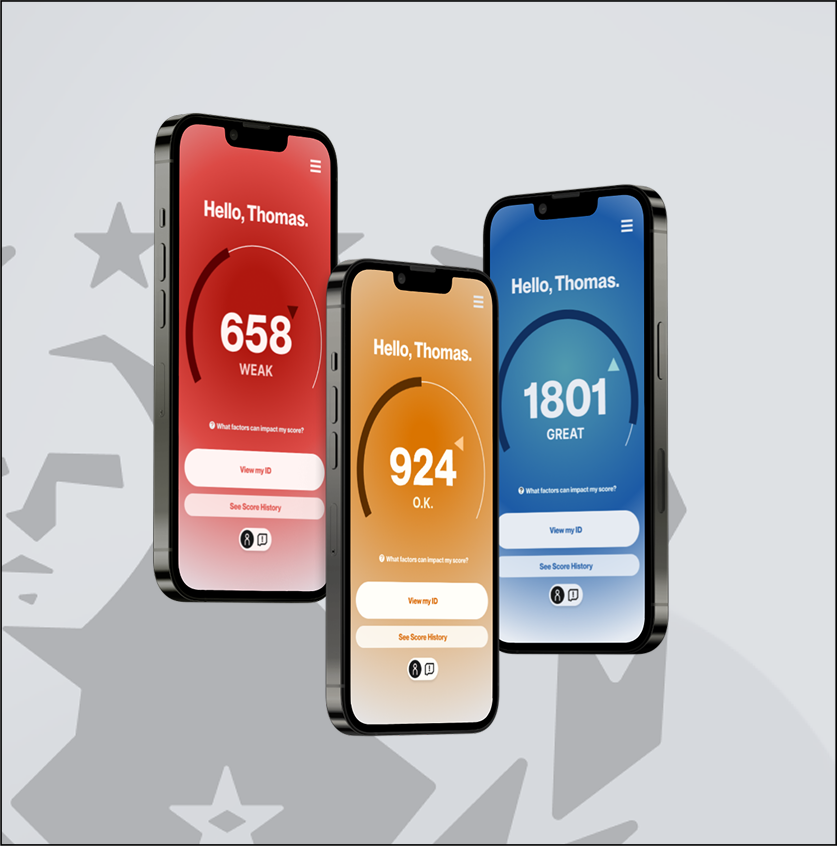 Hello, Thomas.
658
WEAK
What factors can impact my score?
View my ID
See Score History
Hello, Thomas.
924
O.K.
What factors can impact my score?
View my ID
See Score History
Hello, Thomas.
1801
GREAT
What factors can impact my score?
View my ID
See Score History